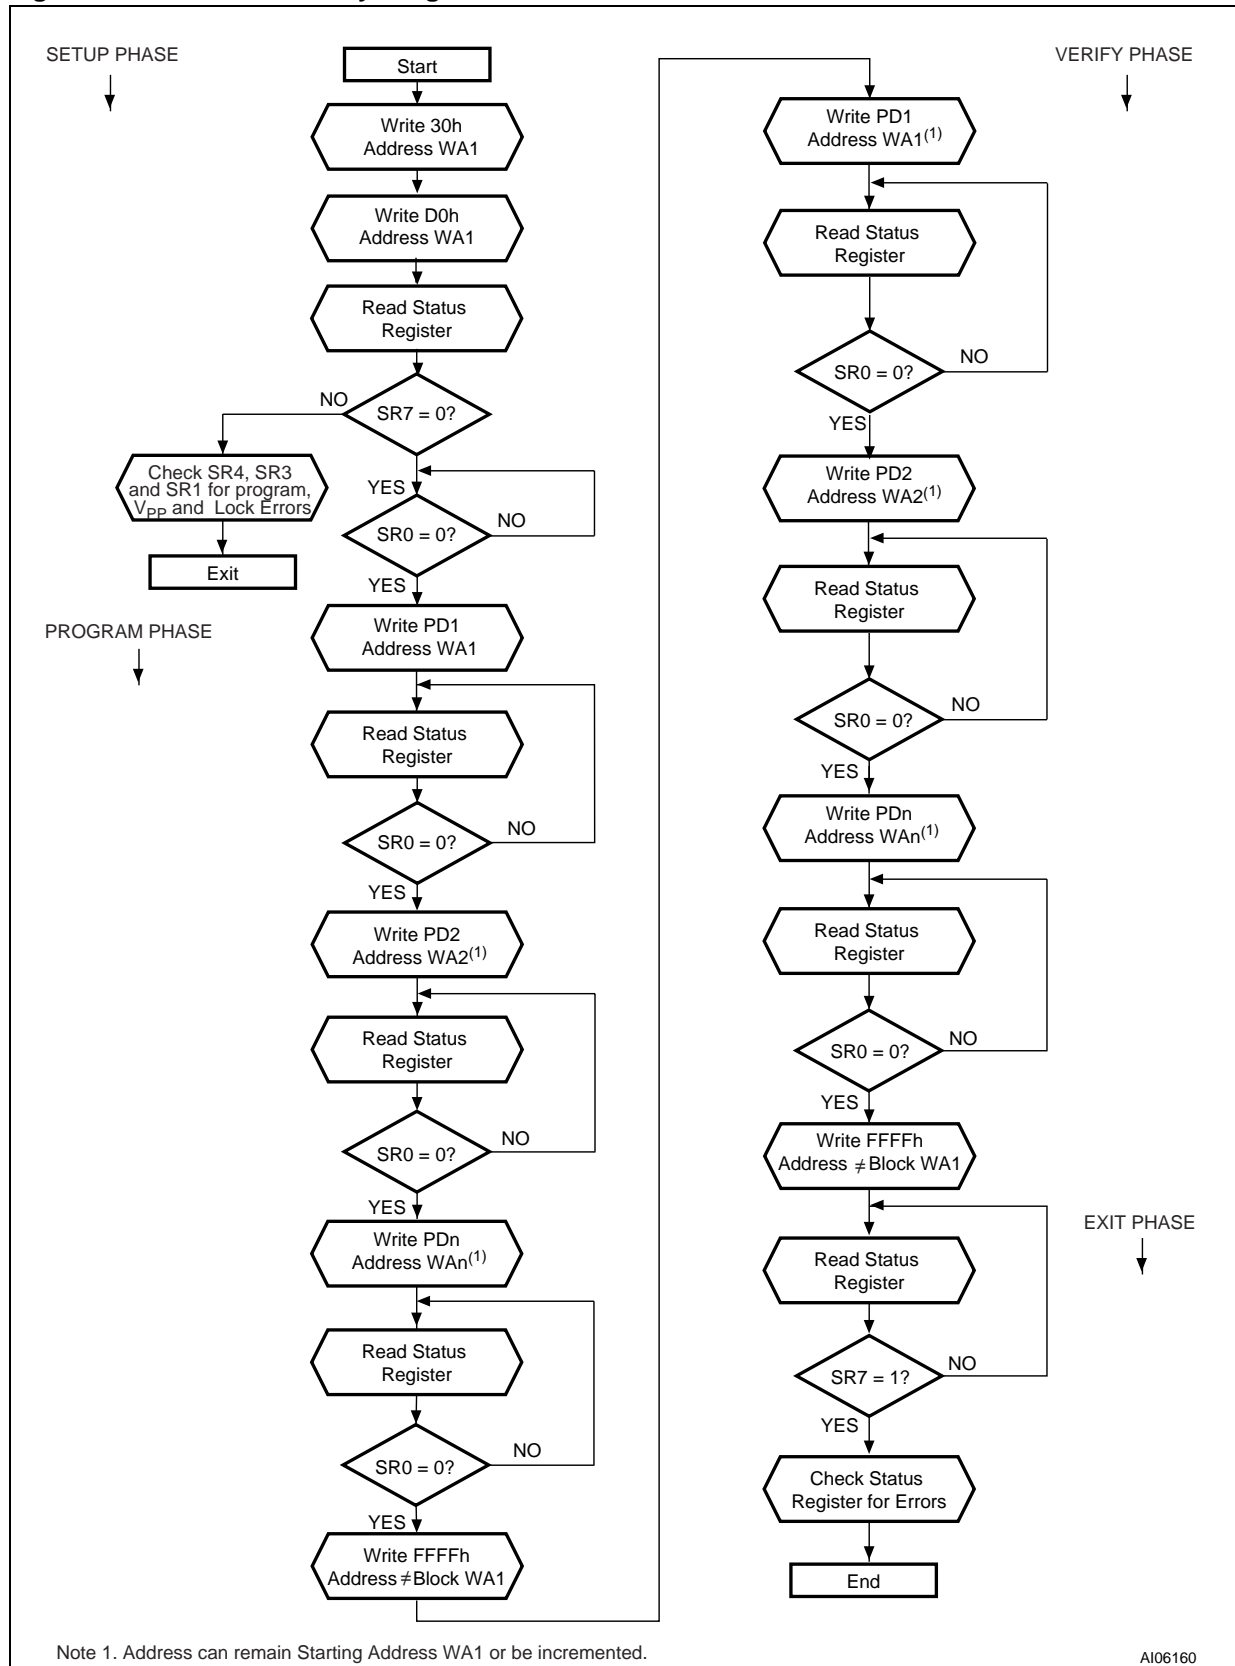 SETUP PHASE
Start
Write 30h
Address WA1
Write D0h
Address WA1
Read Status
Register
SR7 = 0?
NO
Check SR4, SR3
and SR1 for program,
VPP and Lock Errors
Exit
YES
SR0 = 0?
NO
YES
PROGRAM PHASE
Write PD1
Address WA1
Read Status
Register
SR0 = 0?
NO
YES
Write PD2
Address WA2(1)
Read Status
Register
SR0 = 0?
NO
YES
Write PDn
Address WAn(1)
Read Status
Register
SR0 = 0?
NO
YES
Write FFFFh
Address ≠Block WA1
VERIFY PHASE
Write PD1
Address WA1(1)
Read Status
Register
SR0 = 0?
NO
YES
Write PD2
Address WA2(1)
Read Status
Register
SR0 = 0?
NO
YES
Write PDn
Address WAn(1)
Read Status
Register
SR0 = 0?
NO
YES
Write FFFFh
Address ≠Block WA1
EXIT PHASE
Read Status
Register
SR7 = 1?
NO
YES
Check Status
Register for Errors
End
Note 1. Address can remain Starting Address WA1 or be incremented.
AI06160